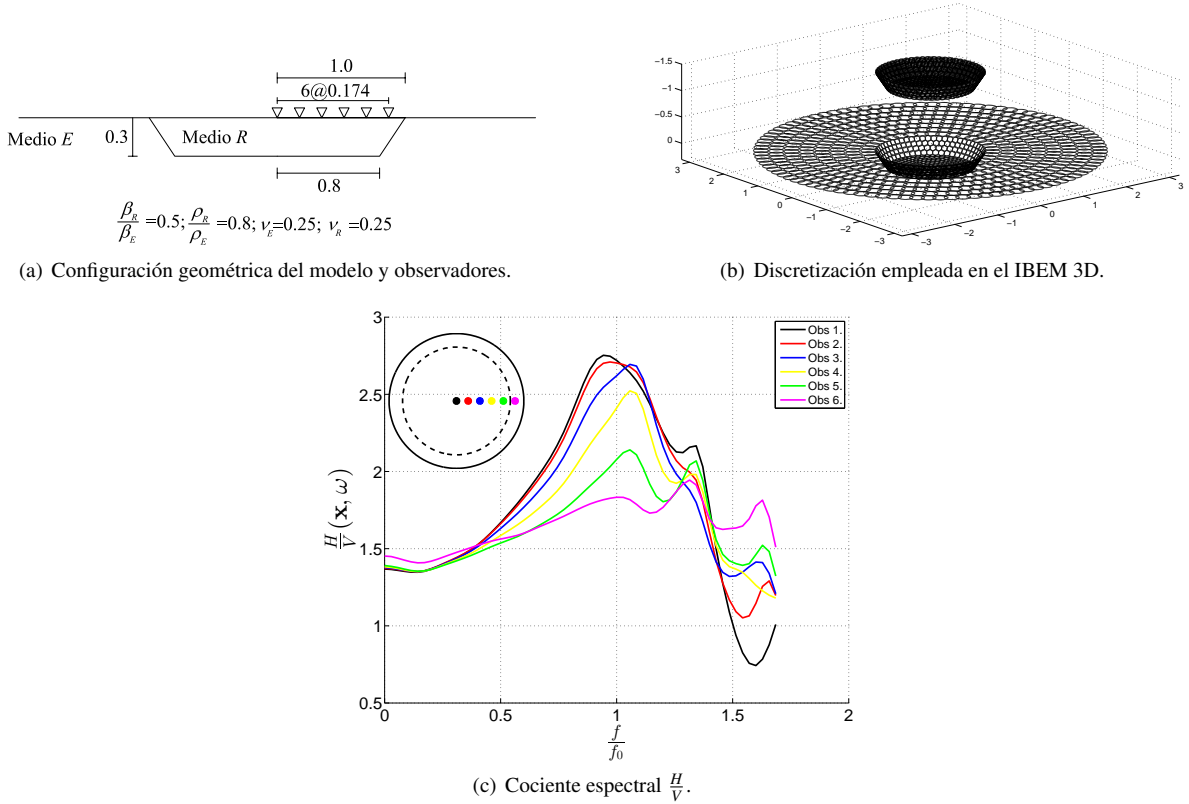 1.0
6@0.174
Medio E
0.3
Medio R
0.8
β_R/β_E =0.5; ρ_R/ρ_E =0.8; ν_E=0.25; ν_R =0.25
(a) Configuración geométrica del modelo y observadores.
−1.5
−1
−0.5
0
3
2
1
0
−1
−2
−3
−3
−2
−1
0
1
2
3
(b) Discretización empleada en el IBEM 3D.
3
2.5
2
1.5
1
0.5
H/V (x, ω)
Obs 1.
Obs 2.
Obs 3.
Obs 4.
Obs 5.
Obs 6.
0
0.5
1
1.5
2
f/f_0
(c) Cociente espectral H/V.